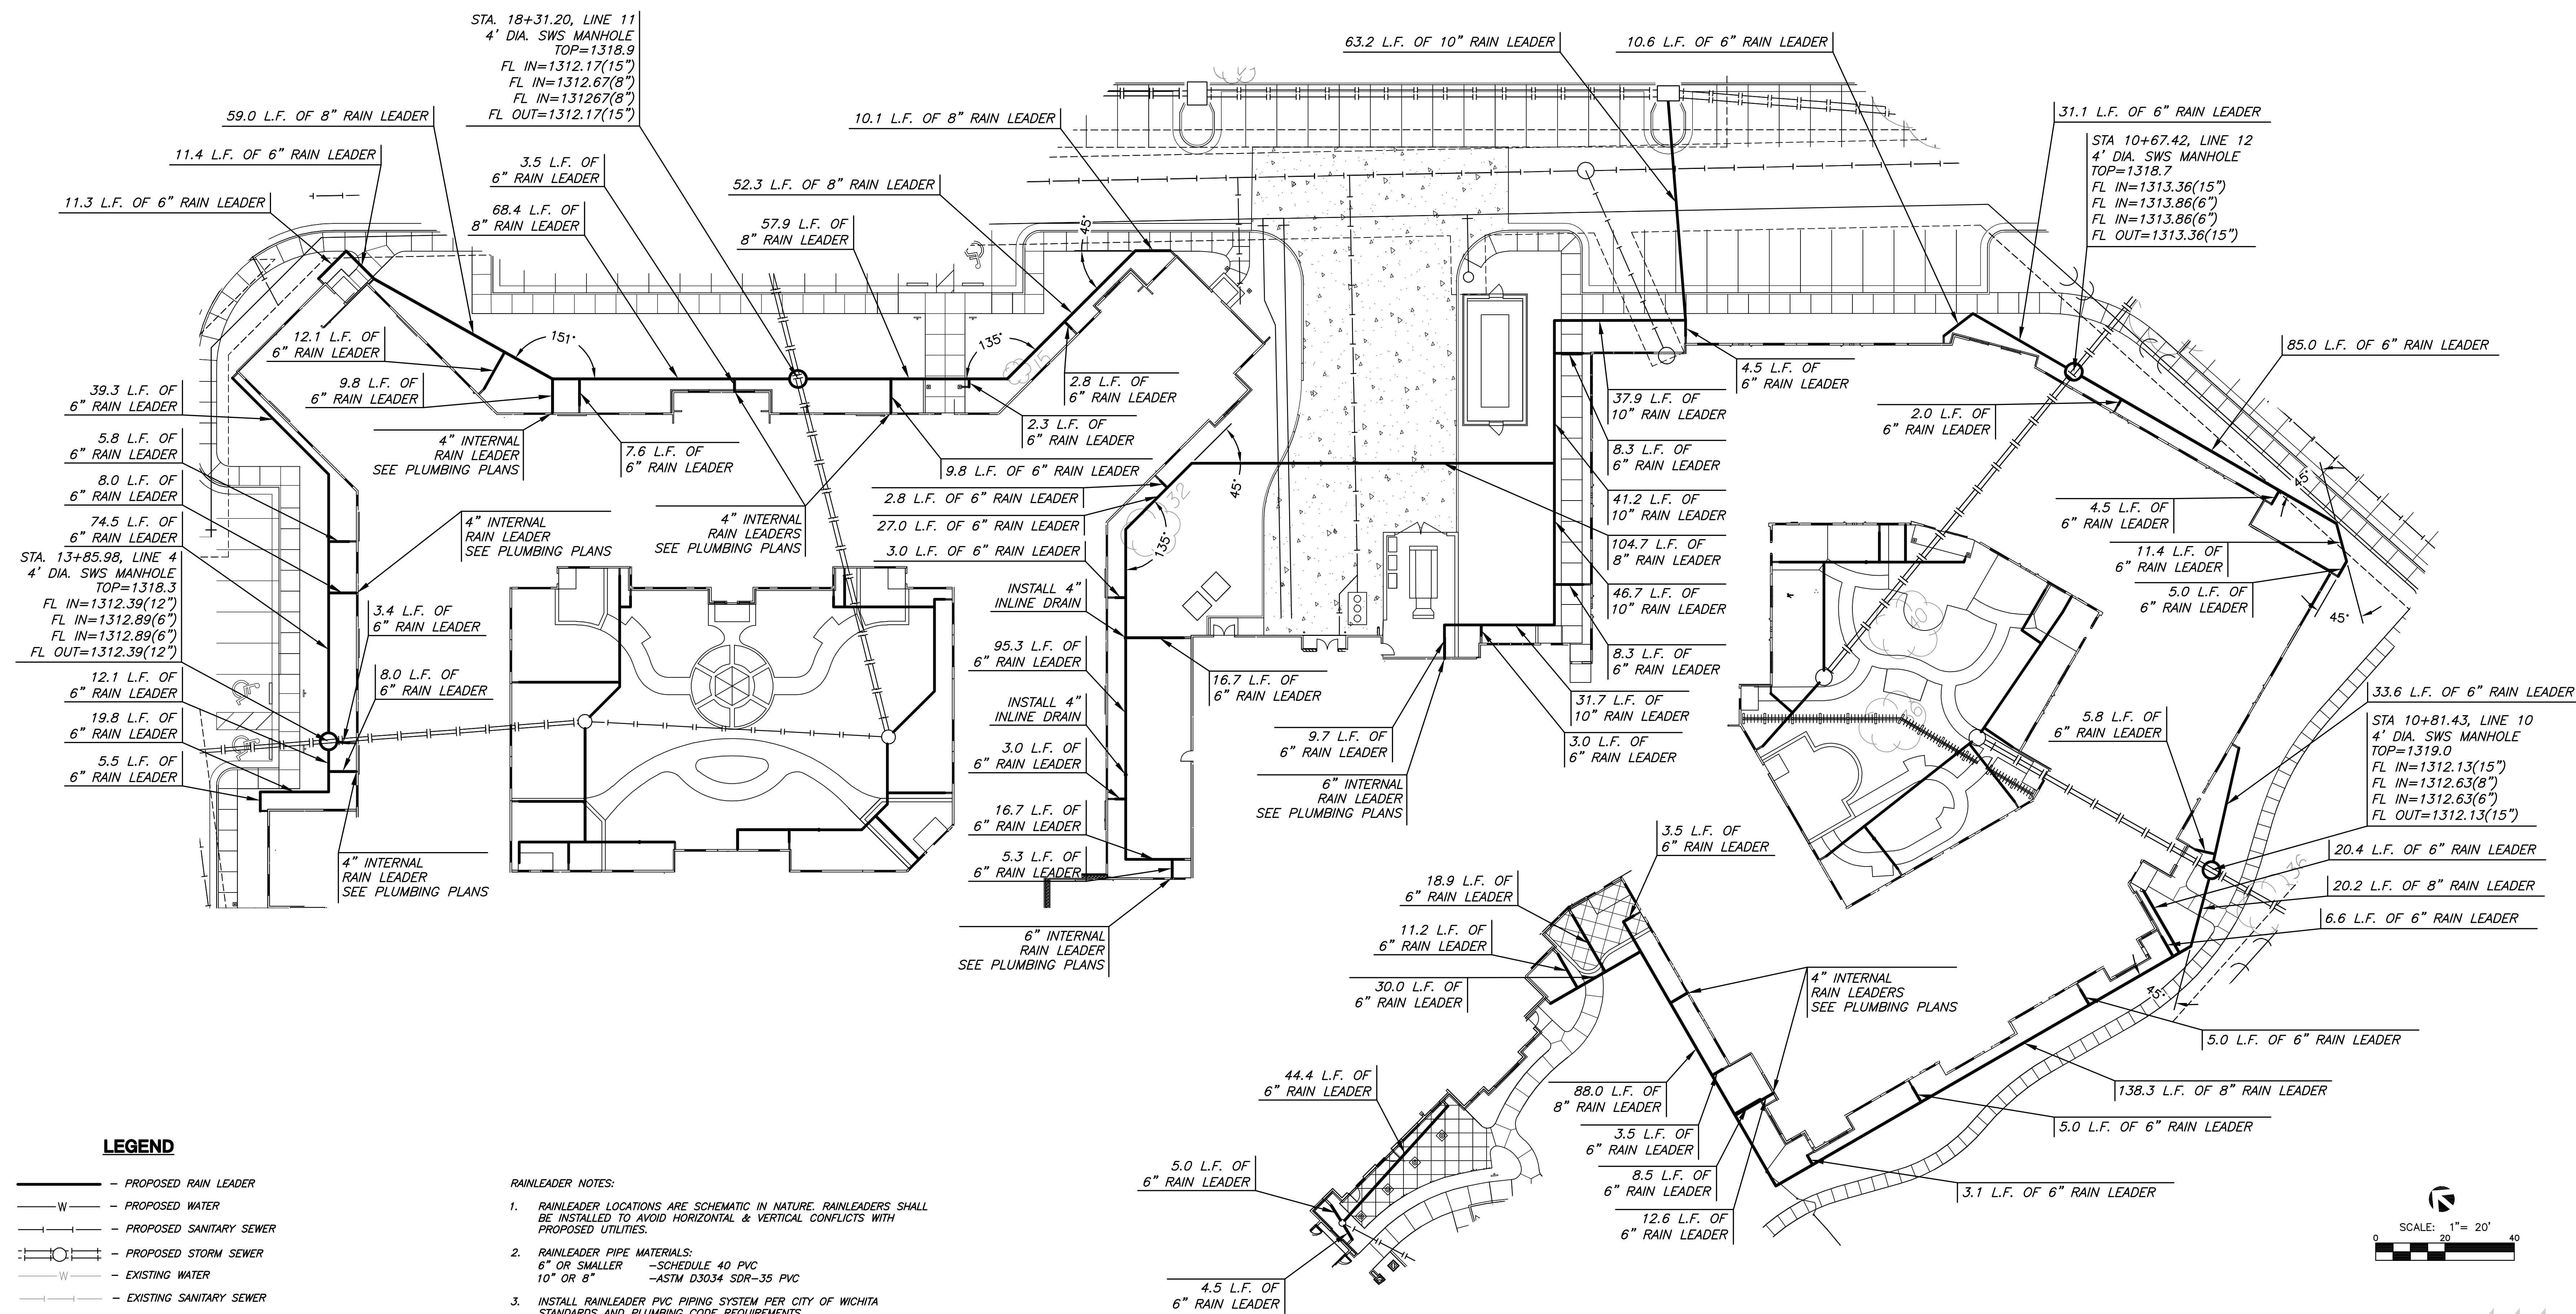 STA. 18+31.20, LINE 11
4' DIA. SWS MANHOLE
TOP=1318.9
FL IN=1312.17(15")
FL IN=1312.67(8")
FL IN=131267(8")
FL OUT=1312.17(15")
63.2 L.F. OF 10" RAIN LEADER
10.6 L.F. OF 6" RAIN LEADER
59.0 L.F. OF 8" RAIN LEADER
10.1 L.F. OF 8" RAIN LEADER
31.1 L.F. OF 6" RAIN LEADER
11.4 L.F. OF 6" RAIN LEADER
3.5 L.F. OF
6" RAIN LEADER
52.3 L.F. OF 8" RAIN LEADER
STA 10+67.42, LINE 12
4' DIA. SWS MANHOLE
TOP=1318.7
FL IN=1313.36(15")
FL IN=1313.86(6")
FL IN=1313.86(6")
FL OUT=1313.36(15")
11.3 L.F. OF 6" RAIN LEADER
68.4 L.F. OF
8" RAIN LEADER
57.9 L.F. OF
8" RAIN LEADER
45°
12.1 L.F. OF
6" RAIN LEADER
151°
135°
1315
85.0 L.F. OF 6" RAIN LEADER
39.3 L.F. OF
6" RAIN LEADER
9.8 L.F. OF
6" RAIN LEADER
2.8 L.F. OF
6" RAIN LEADER
4.5 L.F. OF
6" RAIN LEADER
37.9 L.F. OF
10" RAIN LEADER
2.0 L.F. OF
6" RAIN LEADER
5.8 L.F. OF
6" RAIN LEADER
4" INTERNAL
RAIN LEADER
SEE PLUMBING PLANS
7.6 L.F. OF
6" RAIN LEADER
2.3 L.F. OF
6" RAIN LEADER
9.8 L.F. OF 6" RAIN LEADER
8.3 L.F. OF
6" RAIN LEADER
8.0 L.F. OF
6" RAIN LEADER
2.8 L.F. OF 6" RAIN LEADER
1332
45°
41.2 L.F. OF
10" RAIN LEADER
45°
4.5 L.F. OF
6" RAIN LEADER
74.5 L.F. OF
6" RAIN LEADER
4" INTERNAL
RAIN LEADER
SEE PLUMBING PLANS
4" INTERNAL
RAIN LEADERS
SEE PLUMBING PLANS
27.0 L.F. OF 6" RAIN LEADER
135°
3.0 L.F. OF 6" RAIN LEADER
104.7 L.F. OF
8" RAIN LEADER
11.4 L.F. OF
6" RAIN LEADER
STA. 13+85.98, LINE 4
4' DIA. SWS MANHOLE
TOP=1318.3
FL IN=1312.39(12")
FL IN=1312.89(6")
FL IN=1312.89(6")
FL OUT=1312.39(12")
3.4 L.F. OF
6" RAIN LEADER
INSTALL 4"
INLINE DRAIN
46.7 L.F. OF
10" RAIN LEADER
5.0 L.F. OF
6" RAIN LEADER
45°
95.3 L.F. OF
6" RAIN LEADER
8.3 L.F. OF
6" RAIN LEADER
12.1 L.F. OF
6" RAIN LEADER
8.0 L.F. OF
6" RAIN LEADER
16.7 L.F. OF
6" RAIN LEADER
31.7 L.F. OF
10" RAIN LEADER
33.6 L.F. OF 6" RAIN LEADER
19.8 L.F. OF
6" RAIN LEADER
INSTALL 4"
INLINE DRAIN
9.7 L.F. OF
6" RAIN LEADER
3.0 L.F. OF
6" RAIN LEADER
5.8 L.F. OF
6" RAIN LEADER
STA 10+81.43, LINE 10
4' DIA. SWS MANHOLE
TOP=1319.0
FL IN=1312.13(15")
FL IN=1312.63(8")
FL IN=1312.63(6")
FL OUT=1312.13(15")
5.5 L.F. OF
6" RAIN LEADER
3.0 L.F. OF
6" RAIN LEADER
6" INTERNAL
RAIN LEADER
SEE PLUMBING PLANS
16.7 L.F. OF
6" RAIN LEADER
3.5 L.F. OF
6" RAIN LEADER
20.4 L.F. OF 6" RAIN LEADER
4" INTERNAL
RAIN LEADER
SEE PLUMBING PLANS
5.3 L.F. OF
6" RAIN LEADER
18.9 L.F. OF
6" RAIN LEADER
1336
20.2 L.F. OF 8" RAIN LEADER
6.6 L.F. OF 6" RAIN LEADER
6" INTERNAL
RAIN LEADER
SEE PLUMBING PLANS
11.2 L.F. OF
6" RAIN LEADER
30.0 L.F. OF
6" RAIN LEADER
4" INTERNAL
RAIN LEADERS
SEE PLUMBING PLANS
45°
5.0 L.F. OF 6" RAIN LEADER
44.4 L.F. OF
6" RAIN LEADER
88.0 L.F. OF
8" RAIN LEADER
138.3 L.F. OF 8" RAIN LEADER
3.5 L.F. OF
6" RAIN LEADER
5.0 L.F. OF 6" RAIN LEADER
5.0 L.F. OF
6" RAIN LEADER
8.5 L.F. OF
6" RAIN LEADER
3.1 L.F. OF 6" RAIN LEADER
12.6 L.F. OF
6" RAIN LEADER
4.5 L.F. OF
6" RAIN LEADER
LEGEND
– PROPOSED RAIN LEADER
W – PROPOSED WATER
– PROPOSED SANITARY SEWER
– PROPOSED STORM SEWER
W – EXISTING WATER
– EXISTING SANITARY SEWER
RAINLEADER NOTES:
1. RAINLEADER LOCATIONS ARE SCHEMATIC IN NATURE. RAINLEADERS SHALL
BE INSTALLED TO AVOID HORIZONTAL & VERTICAL CONFLICTS WITH
PROPOSED UTILITIES.
2. RAINLEADER PIPE MATERIALS:
6" OR SMALLER –SCHEDULE 40 PVC
10" OR 8" –ASTM D3034 SDR–35 PVC
3. INSTALL RAINLEADER PVC PIPING SYSTEM PER CITY OF WICHITA
STANDARDS AND PLUMBING CODE REQUIREMENTS
SCALE: 1"= 20'
0 20 40